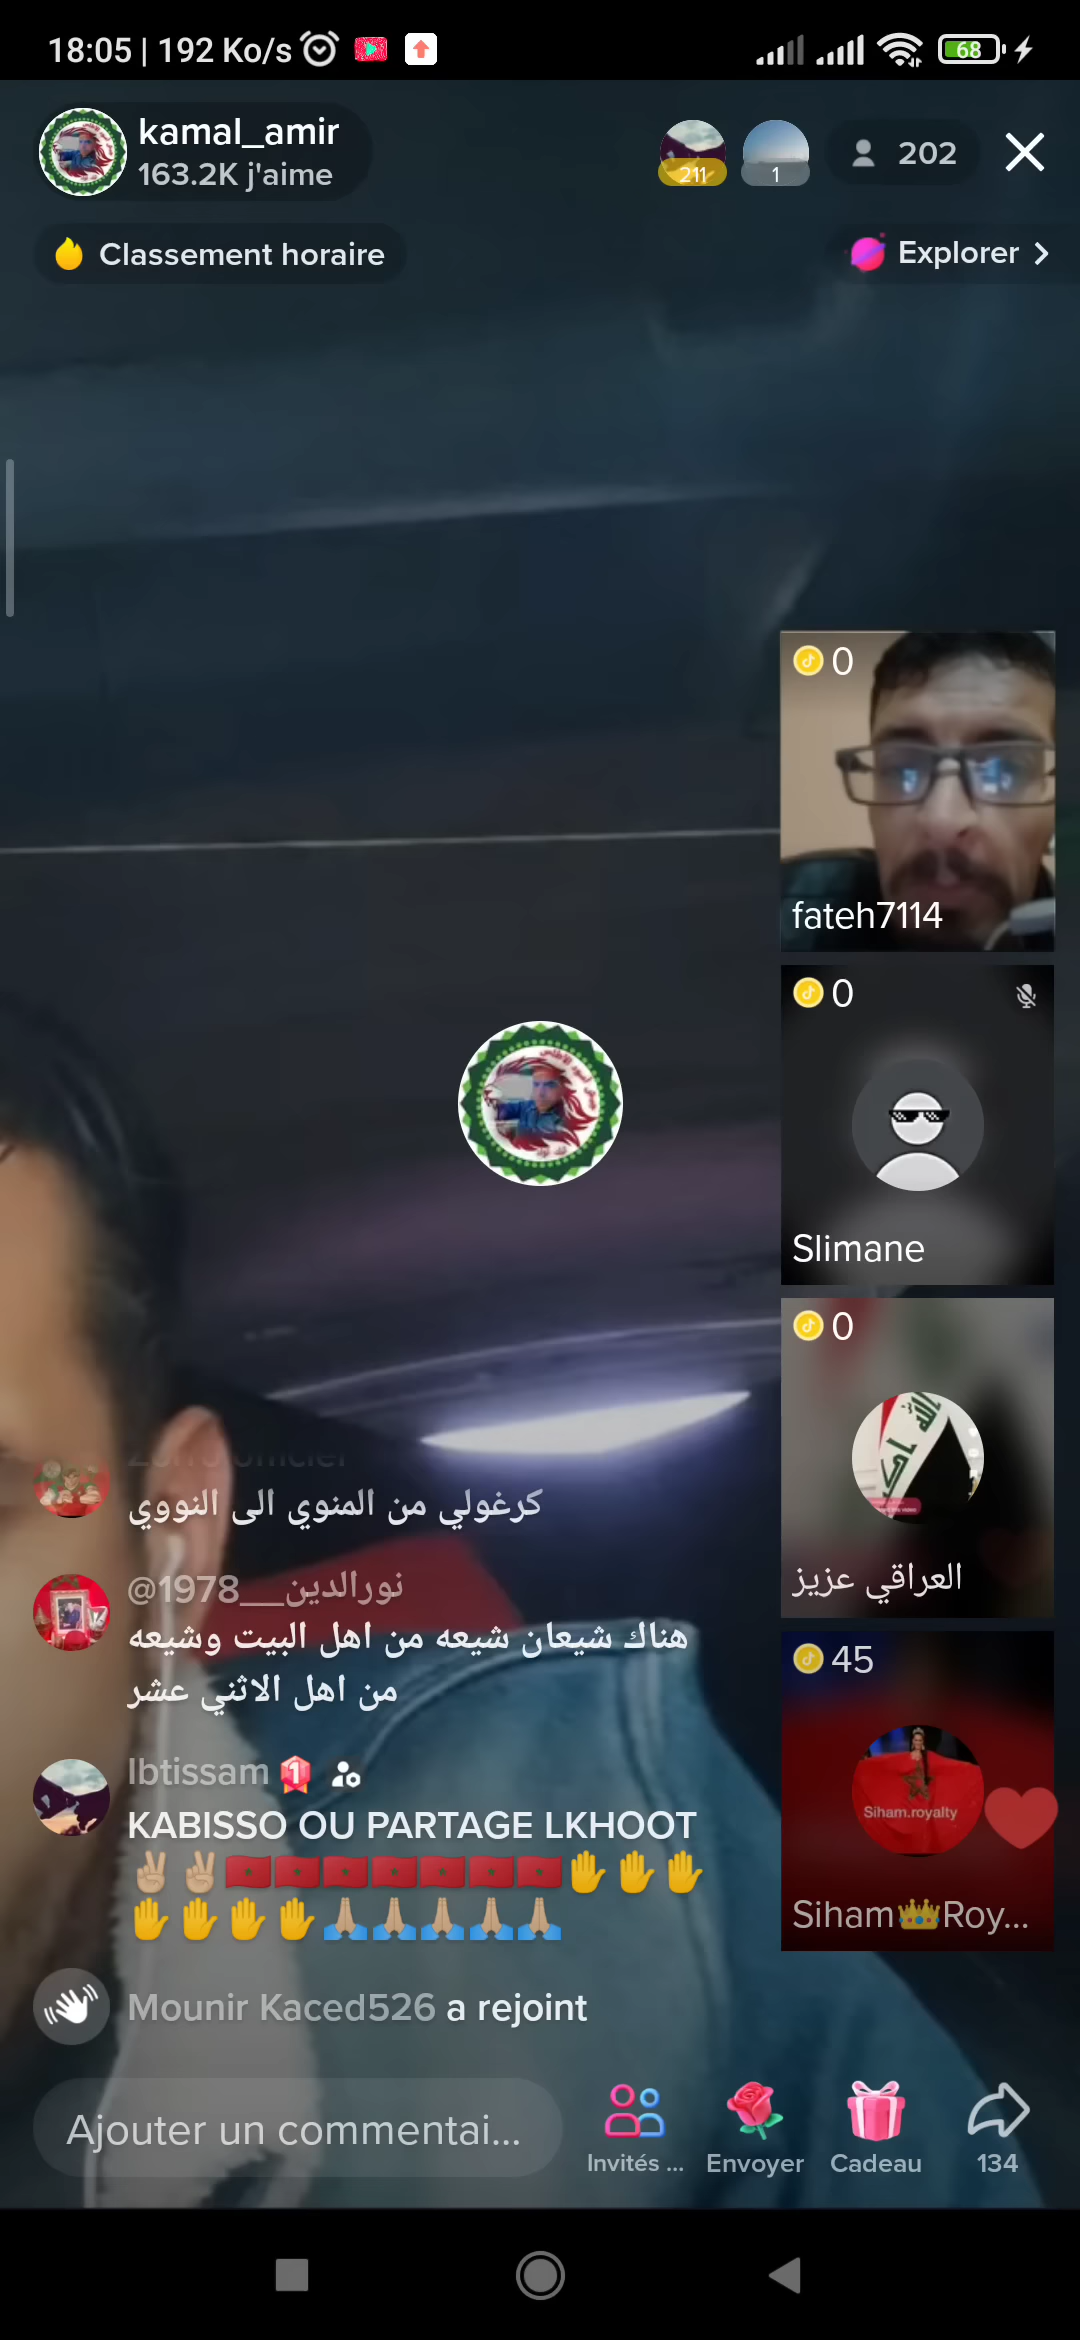 18:05 | 192 Ko/s
68
kamal_amir
163.2K j'aime
211
1
202
Classement horaire
Explorer
0
fateh7114
0
Slimane
0
العراقي عزيز
45
Siham.royalty
Siham👑Roy...
كرغولي من المنوي الى النووي
@1978__نورالدين
هناك شيعان شيعه من اهل البيت وشيعه
من اهل الاثني عشر
Ibtissam 1
KABISSO OU PARTAGE LKHOOT
✌🏼✌🏼🇲🇦🇲🇦🇲🇦🇲🇦🇲🇦🇲🇦🇲🇦✋✋✋
✋✋✋✋🙏🏼🙏🏼🙏🏼🙏🏼🙏🏼
Mounir Kaced526 a rejoint
Ajouter un commentai...
Invités ...
Envoyer
Cadeau
134